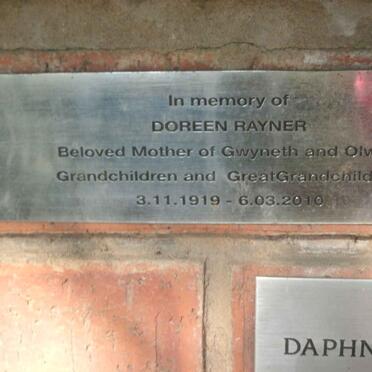 In memory of
DOREEN RAYNER
Beloved Mother of Gwyneth and
Grandchildren and
3.11.1919 - 6.03.2010